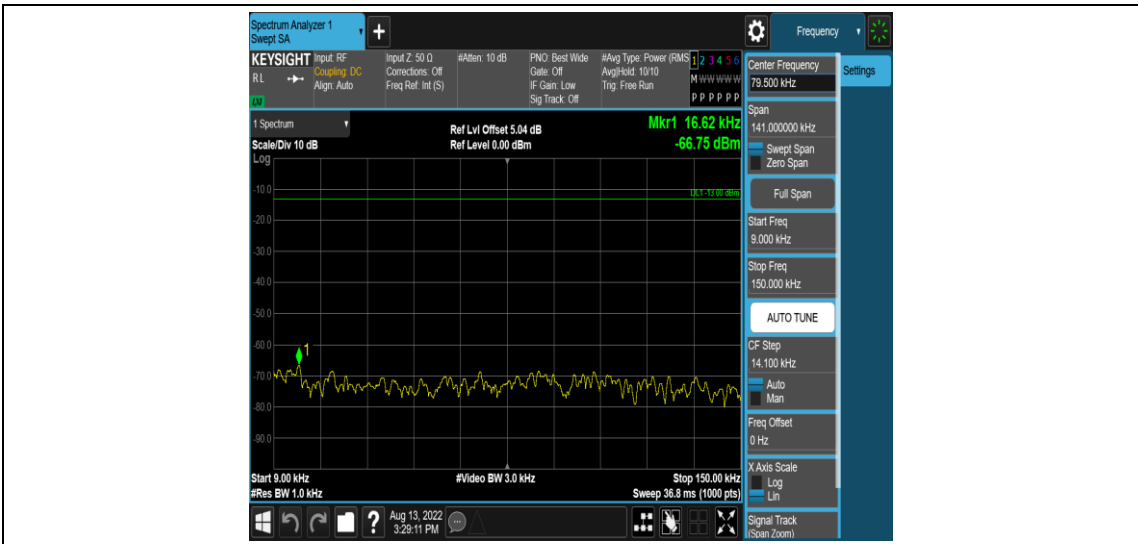 Spectrum Analyzer 1
Swept SA
+
Frequency
KEYSIGHT
RL
LXI
Input: RF
Coupling: DC
Align: Auto
Input Z: 50 Ω
Corrections: Off
Freq Ref: Int (S)
#Atten: 10 dB
PNO: Best Wide
Gate: Off
IF Gain: Low
Sig Track: Off
#Avg Type: Power (RMS
Avg|Hold: 10/10
Trig: Free Run
1 2 3 4 5 6
M W W W W W
P P P P P P
Center Frequency
79.500 kHz
Settings
Span
141.000000 kHz
Swept Span
Zero Span
Full Span
Start Freq
9.000 kHz
Stop Freq
150.000 kHz
AUTO TUNE
CF Step
14.100 kHz
Auto
Man
Freq Offset
0 Hz
X Axis Scale
Log
Lin
Signal Track
(Span Zoom)
1 Spectrum
Scale/Div 10 dB
Log
Ref Lvl Offset 5.04 dB
Ref Level 0.00 dBm
Mkr1 16.62 kHz
-66.75 dBm
DL1 -13.00 dBm
-10.0
-20.0
-30.0
-40.0
-50.0
-60.0
1
-70.0
-80.0
-90.0
Start 9.00 kHz
#Video BW 3.0 kHz
Stop 150.00 kHz
#Res BW 1.0 kHz
Sweep 36.8 ms (1000 pts)
?
Aug 13, 2022
3:29:11 PM